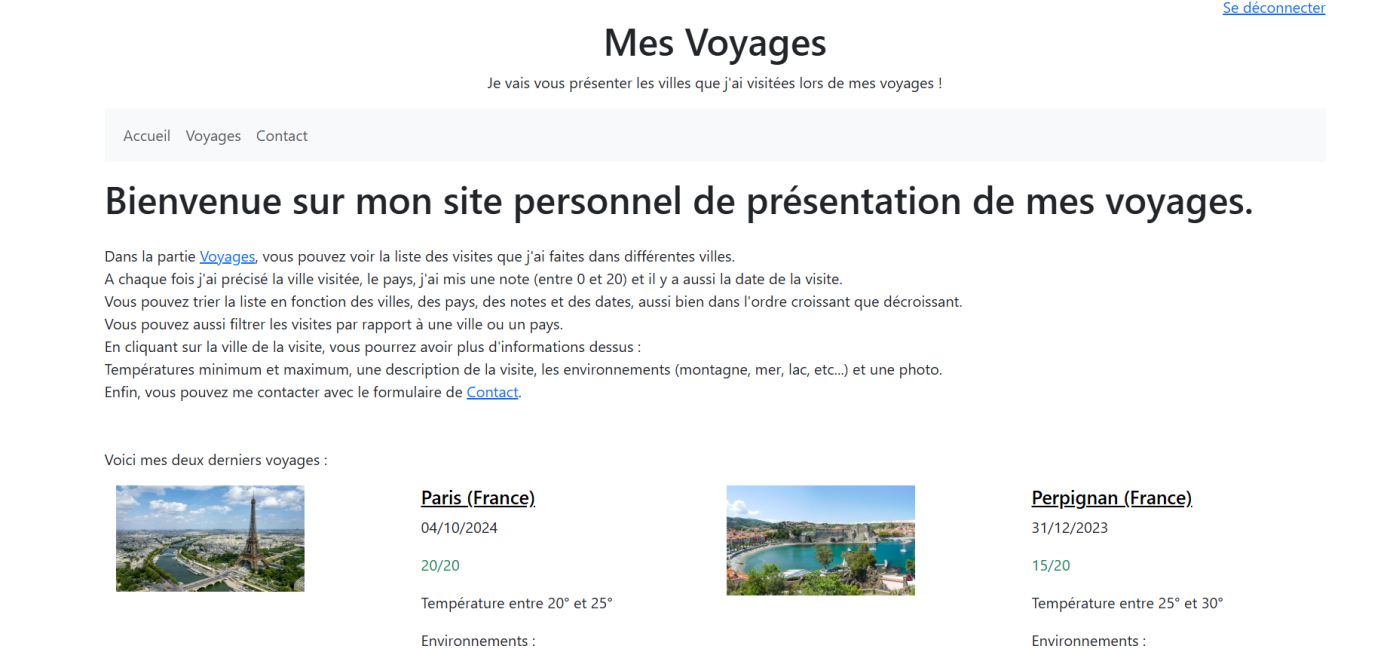 Se déconnecter
Mes Voyages
Je vais vous présenter les villes que j'ai visitées lors de mes voyages !
Accueil Voyages Contact
Bienvenue sur mon site personnel de présentation de mes voyages.
Dans la partie Voyages, vous pouvez voir la liste des visites que j'ai faites dans différentes villes.
A chaque fois j'ai précisé la ville visitée, le pays, j'ai mis une note (entre 0 et 20) et il y a aussi la date de la visite.
Vous pouvez trier la liste en fonction des villes, des pays, des notes et des dates, aussi bien dans l'ordre croissant que décroissant.
Vous pouvez aussi filtrer les visites par rapport à une ville ou un pays.
En cliquant sur la ville de la visite, vous pourrez avoir plus d'informations dessus :
Températures minimum et maximum, une description de la visite, les environnements (montagne, mer, lac, etc...) et une photo.
Enfin, vous pouvez me contacter avec le formulaire de Contact.
Voici mes deux derniers voyages :
Paris (France)
04/10/2024
20/20
Température entre 20° et 25°
Environnements :
Perpignan (France)
31/12/2023
15/20
Température entre 25° et 30°
Environnements :